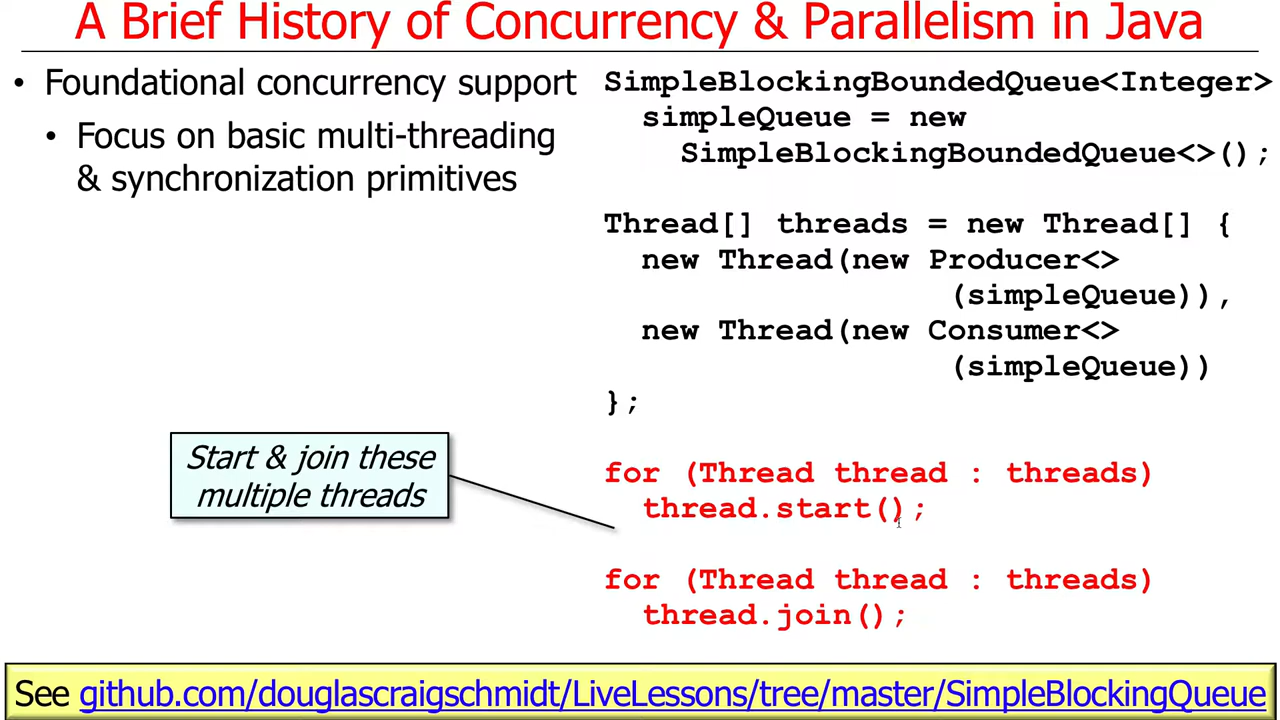 A Brief History of Concurrency & Parallelism in Java
• Foundational concurrency support
• Focus on basic multi-threading
& synchronization primitives
SimpleBlockingBoundedQueue<Integer>
simpleQueue = new
SimpleBlockingBoundedQueue<>();
Thread[] threads = new Thread[] {
new Thread(new Producer<>
(simpleQueue)),
new Thread(new Consumer<>
(simpleQueue))
};
Start & join these
multiple threads
for (Thread thread : threads)
thread.start();
for (Thread thread : threads)
thread.join();
See github.com/douglascraigschmidt/LiveLessons/tree/master/SimpleBlockingQueue